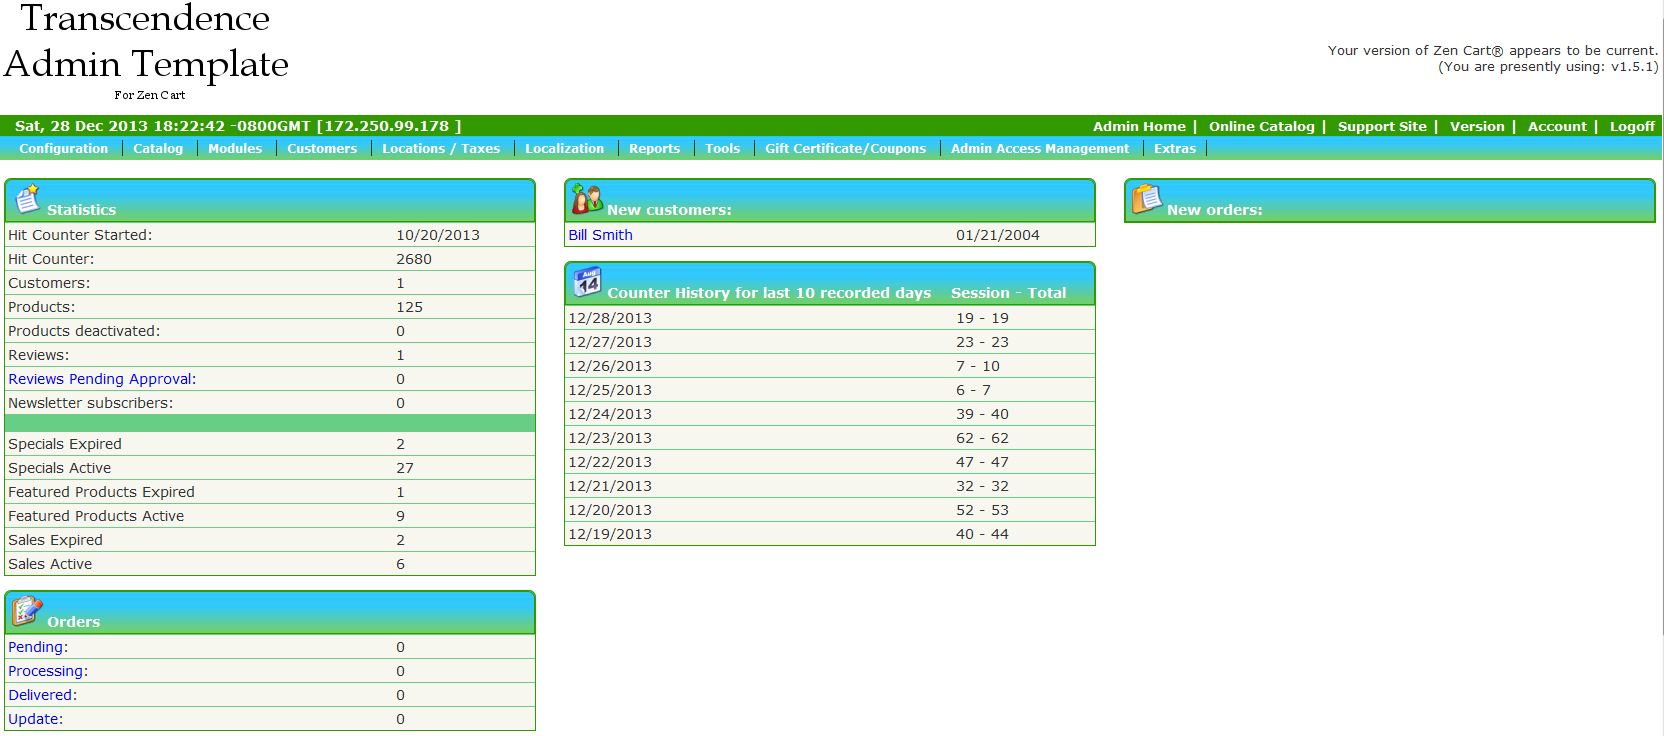 Transcendence
Admin Template
For Zen Cart
Your version of Zen Cart® appears to be current.
(You are presently using: v1.5.1)
Sat, 28 Dec 2013 18:22:42 -0800GMT [172.250.99.178 ]
Admin Home | Online Catalog | Support Site | Version | Account | Logoff
Configuration | Catalog | Modules | Customers | Locations / Taxes | Localization | Reports | Tools | Gift Certificate/Coupons | Admin Access Management | Extras |
Statistics
Hit Counter Started: 10/20/2013
Hit Counter: 2680
Customers: 1
Products: 125
Products deactivated: 0
Reviews: 1
Reviews Pending Approval: 0
Newsletter subscribers: 0
Specials Expired 2
Specials Active 27
Featured Products Expired 1
Featured Products Active 9
Sales Expired 2
Sales Active 6
Orders
Pending: 0
Processing: 0
Delivered: 0
Update: 0
New customers:
Bill Smith 01/21/2004
Aug
14
Counter History for last 10 recorded days Session - Total
12/28/2013 19 - 19
12/27/2013 23 - 23
12/26/2013 7 - 10
12/25/2013 6 - 7
12/24/2013 39 - 40
12/23/2013 62 - 62
12/22/2013 47 - 47
12/21/2013 32 - 32
12/20/2013 52 - 53
12/19/2013 40 - 44
New orders: